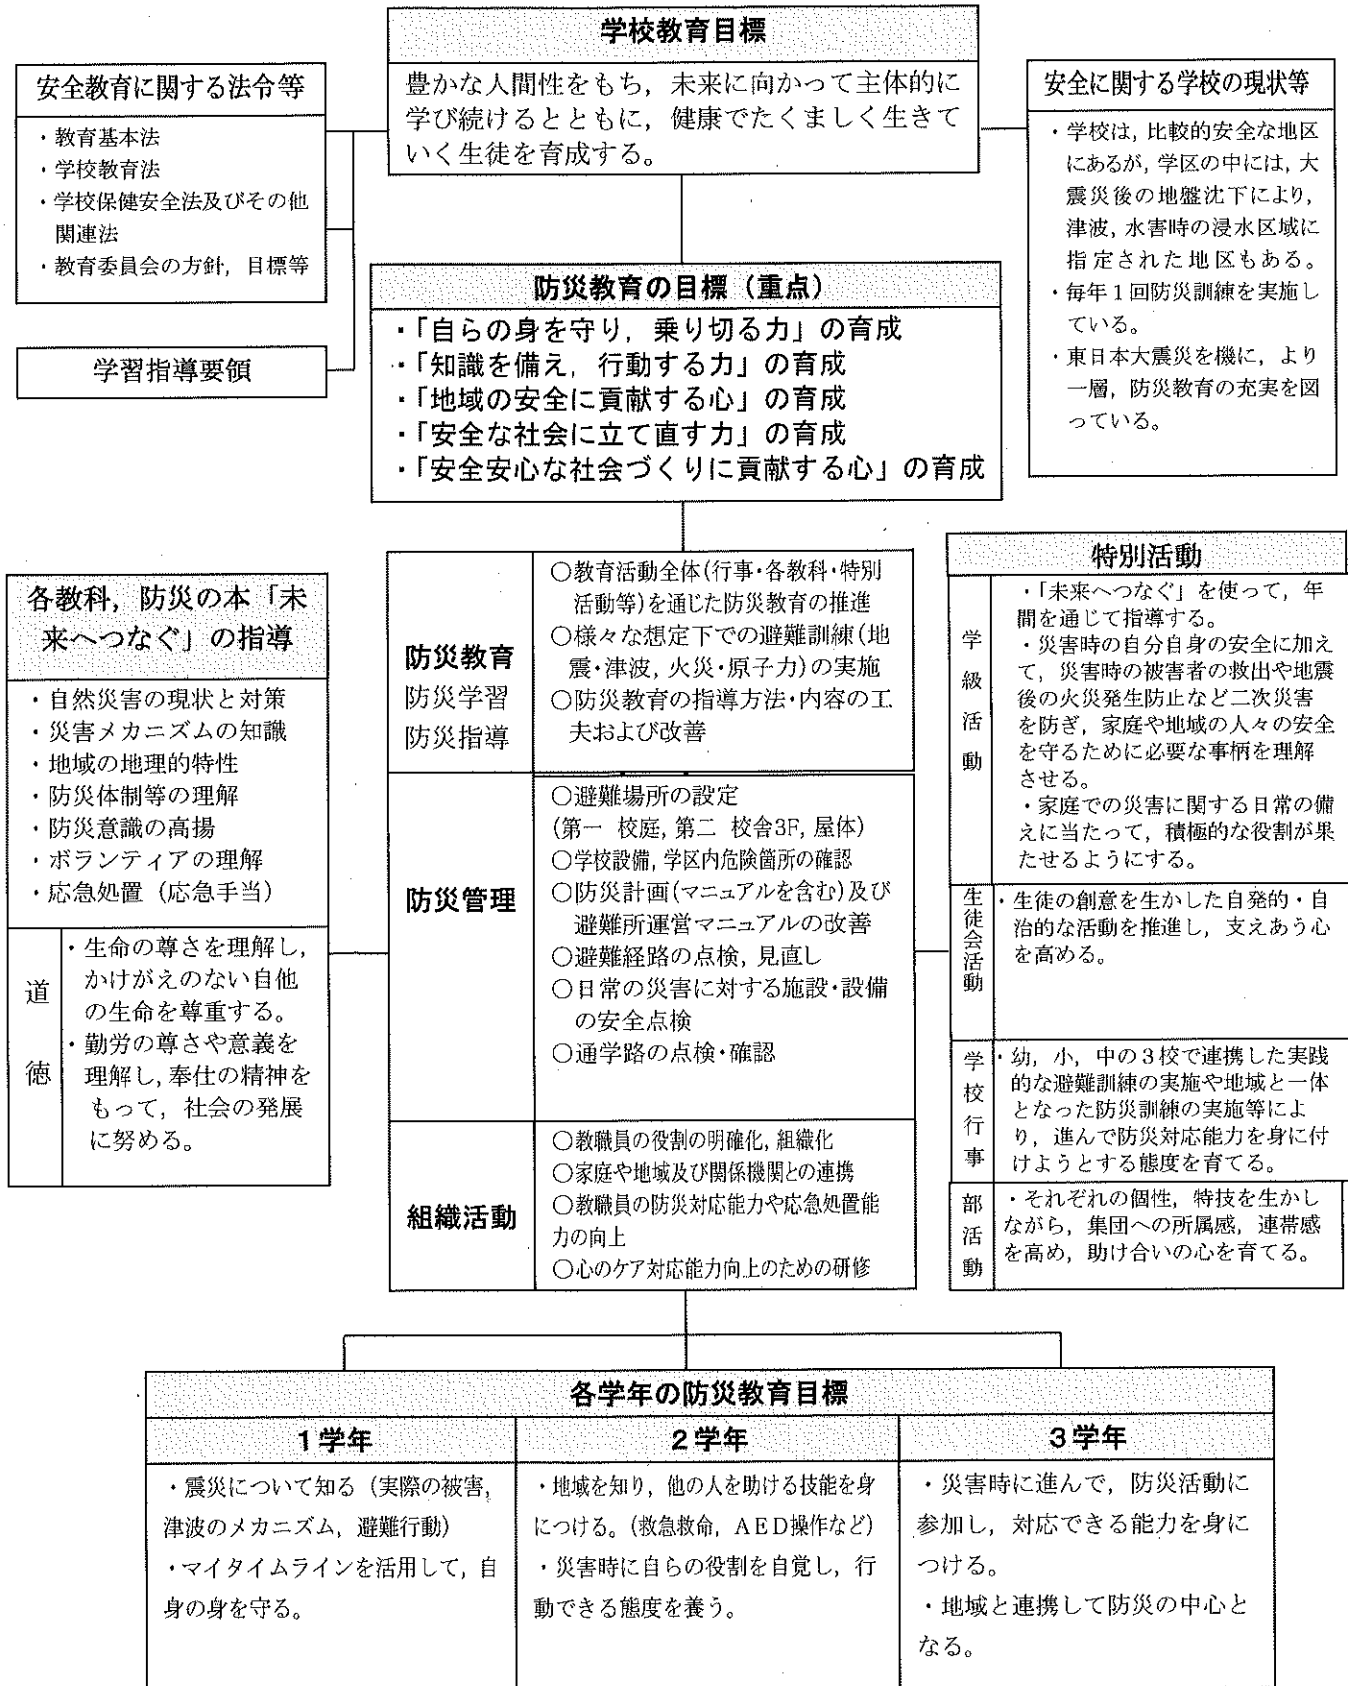 学校教育目標
豊かな人間性をもち，未来に向かって主体的に
学び続けるとともに，健康でたくましく生きて
いく生徒を育成する。
安全教育に関する法令等
・教育基本法
・学校教育法
・学校保健安全法及びその他
関連法
・教育委員会の方針，目標等
学習指導要領
安全に関する学校の現状等
・学校は，比較的安全な地区
にあるが，学区の中には，大
震災後の地盤沈下により，
津波，水害時の浸水区域に
指定された地区もある。
・毎年１回防災訓練を実施し
ている。
・東日本大震災を機に，より
一層，防災教育の充実を図
っている。
防災教育の目標（重点）
・「自らの身を守り，乗り切る力」の育成
・「知識を備え，行動する力」の育成
・「地域の安全に貢献する心」の育成
・「安全な社会に立て直す力」の育成
・「安全安心な社会づくりに貢献する心」の育成
各教科，防災の本「未
来へつなぐ」の指導
・自然災害の現状と対策
・災害メカニズムの知識
・地域の地理的特性
・防災体制等の理解
・防災意識の高揚
・ボランティアの理解
・応急処置（応急手当）
道徳
・生命の尊さを理解し，
かけがえのない自他
の生命を尊重する。
・勤労の尊さや意義を
理解し，奉仕の精神を
もって，社会の発展
に努める。
防災教育
防災学習
防災指導
○教育活動全体(行事・各教科・特別
活動等)を通じた防災教育の推進
○様々な想定下での避難訓練(地
震・津波，火災・原子力)の実施
○防災教育の指導方法・内容の工
夫および改善
防災管理
○避難場所の設定
(第一 校庭，第二 校舎3F，屋体)
○学校設備，学区内危険箇所の確認
○防災計画(マニュアルを含む)及び
避難所運営マニュアルの改善
○避難経路の点検，見直し
○日常の災害に対する施設・設備
の安全点検
○通学路の点検・確認
組織活動
○教職員の役割の明確化，組織化
○家庭や地域及び関係機関との連携
○教職員の防災対応能力や応急処置能
力の向上
○心のケア対応能力向上のための研修
特別活動
学級活動
・「未来へつなぐ」を使って，年
間を通じて指導する。
・災害時の自分自身の安全に加え
て，災害時の被害者の救出や地震
後の火災発生防止など二次災害
を防ぎ，家庭や地域の人々の安全
を守るために必要な事柄を理解
させる。
・家庭での災害に関する日常の備
えに当たって，積極的な役割が果
たせるようにする。
生徒会活動
・生徒の創意を生かした自発的・自
治的な活動を推進し，支えあう心
を高める。
学校行事
・幼，小，中の３校で連携した実践
的な避難訓練の実施や地域と一体
となった防災訓練の実施等によ
り，進んで防災対応能力を身に付
けようとする態度を育てる。
部活動
・それぞれの個性，特技を生かし
ながら，集団への所属感，連帯感
を高め，助け合いの心を育てる。
各学年の防災教育目標
１学年
・震災について知る（実際の被害，
津波のメカニズム，避難行動）
・マイタイムラインを活用して，自
身の身を守る。
２学年
・地域を知り，他の人を助ける技能を身
につける。（救急救命，ＡＥＤ操作など）
・災害時に自らの役割を自覚し，行
動できる態度を養う。
３学年
・災害時に進んで，防災活動に
参加し，対応できる能力を身に
つける。
・地域と連携して防災の中心と
なる。